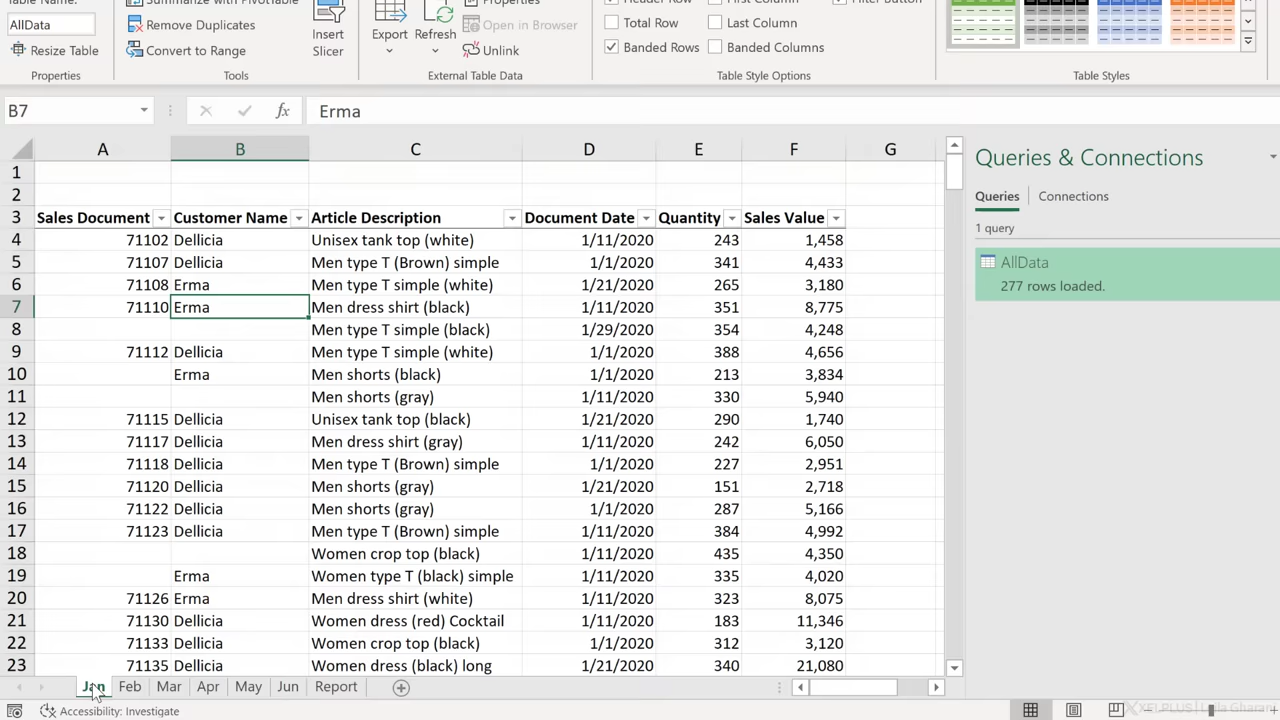 Table Name:
Summarize with PivotTable
Properties
Header Row
First Column
Filter Button
AllData
Remove Duplicates
Insert
Slicer
Export
Refresh
Open in Browser
Total Row
Last Column
Resize Table
Convert to Range
Unlink
Banded Rows
Banded Columns
Properties
Tools
External Table Data
Table Style Options
Table Styles
B7
fx
Erma
A B C D E F G
Queries & Connections
Queries
Connections
1 query
AllData
277 rows loaded.
1
2
3 Sales Document Customer Name Article Description Document Date Quantity Sales Value
4 71102 Dellicia Unisex tank top (white) 1/11/2020 243 1,458
5 71107 Dellicia Men type T (Brown) simple 1/1/2020 341 4,433
6 71108 Erma Men type T simple (white) 1/21/2020 265 3,180
7 71110 Erma Men dress shirt (black) 1/11/2020 351 8,775
8 Men type T simple (black) 1/29/2020 354 4,248
9 71112 Dellicia Men type T simple (white) 1/1/2020 388 4,656
10 Erma Men shorts (black) 1/1/2020 213 3,834
11 Men shorts (gray) 1/11/2020 330 5,940
12 71115 Dellicia Unisex tank top (black) 1/21/2020 290 1,740
13 71117 Dellicia Men dress shirt (gray) 1/11/2020 242 6,050
14 71118 Dellicia Men type T (Brown) simple 1/1/2020 227 2,951
15 71120 Dellicia Men shorts (gray) 1/21/2020 151 2,718
16 71122 Dellicia Men shorts (gray) 1/1/2020 287 5,166
17 71123 Dellicia Men type T (Brown) simple 1/11/2020 384 4,992
18 Women crop top (black) 1/11/2020 435 4,350
19 Erma Women type T (black) simple 1/11/2020 335 4,020
20 71126 Erma Men dress shirt (white) 1/11/2020 323 8,075
21 71130 Dellicia Women dress (red) Cocktail 1/11/2020 183 11,346
22 71133 Dellicia Women crop top (black) 1/1/2020 312 3,120
23 71135 Dellicia Women dress (black) long 1/21/2020 340 21,080
Jan Feb Mar Apr May Jun Report
Accessibility: Investigate
XELPLUS | Leila Gharani